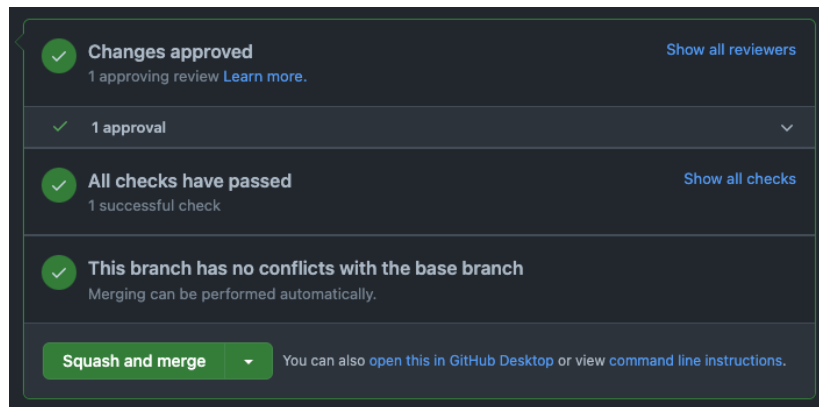 Changes approved
Show all reviewers
1 approving review Learn more.
1 approval
All checks have passed
Show all checks
1 successful check
This branch has no conflicts with the base branch
Merging can be performed automatically.
Squash and merge
You can also open this in GitHub Desktop or view command line instructions.